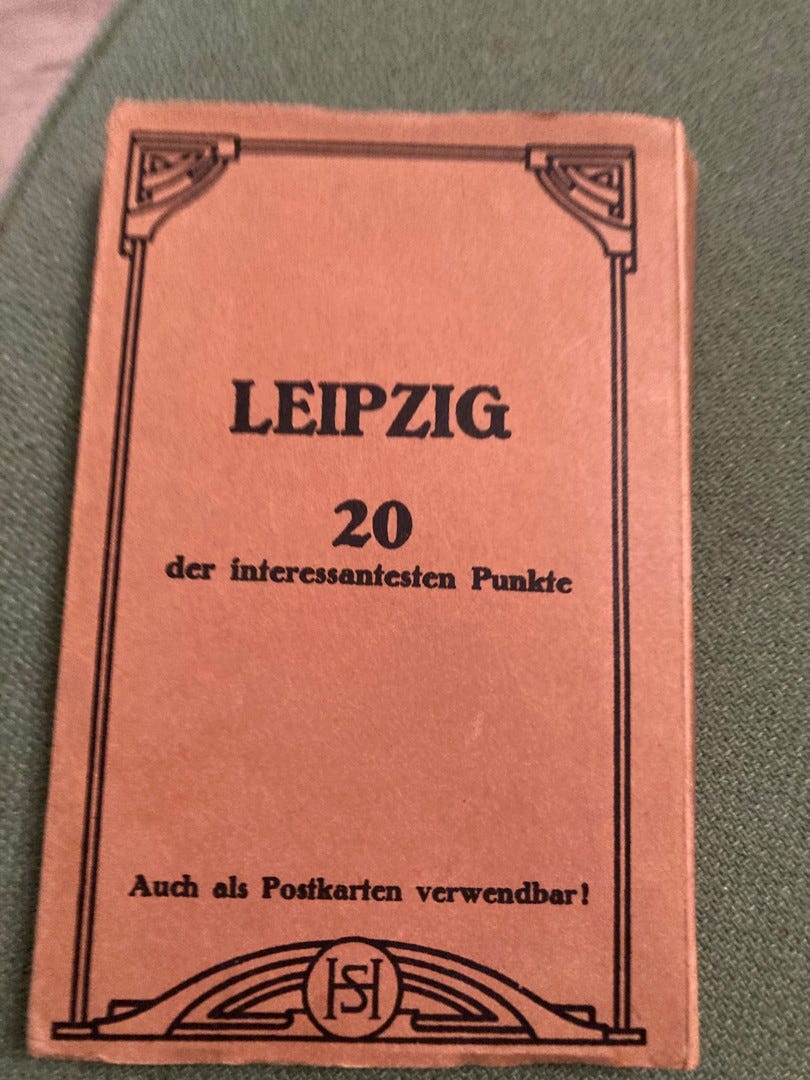 LEIPZIG
20
der interessantesten Punkte
Auch als Postkarten verwendbar!
HS